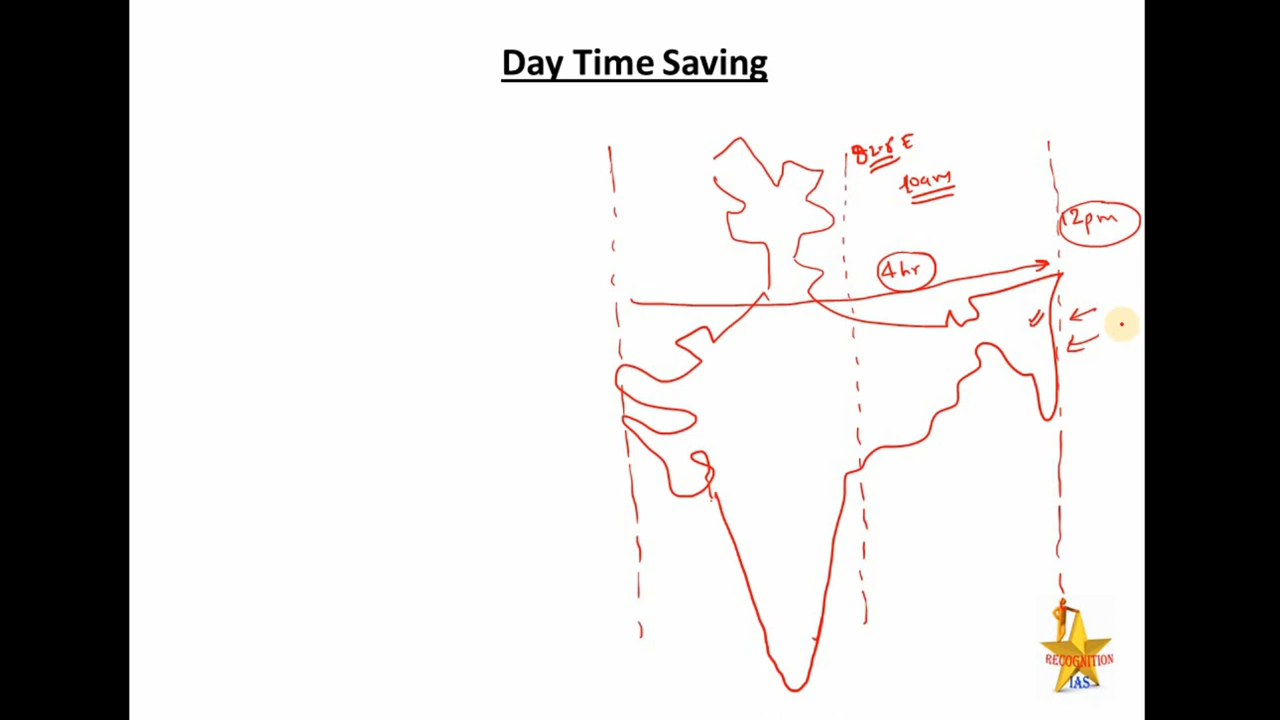 Day Time Saving
82.5 E
10am
12pm
4hr
RECOGNITION
IAS